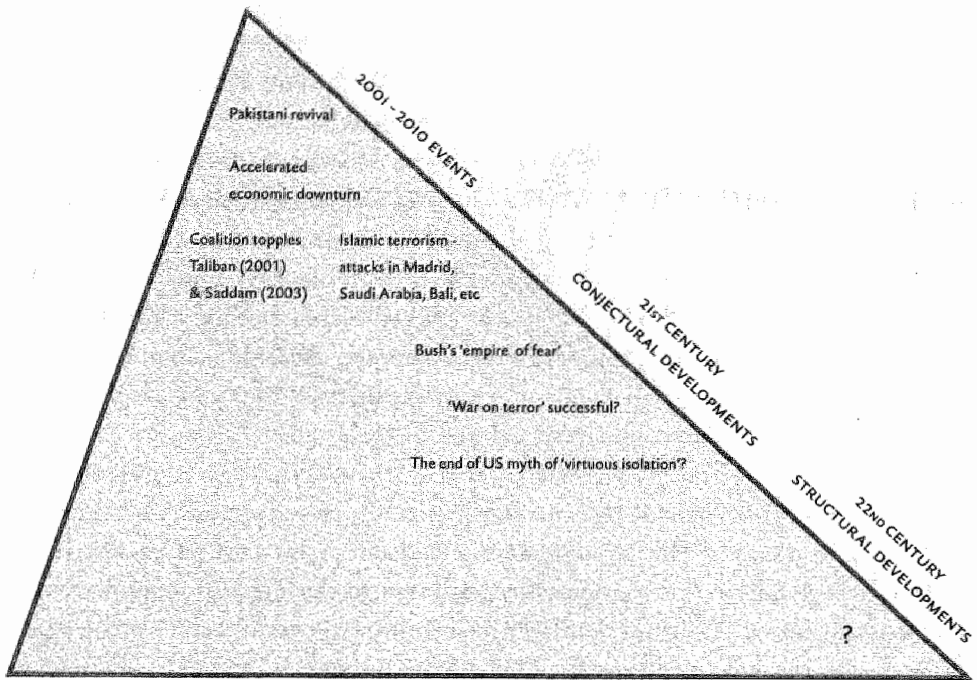 2001 - 2010 EVENTS
Pakistani revival
Accelerated
economic downturn
Coalition topples
Taliban (2001)
& Saddam (2003)
Islamic terrorism -
attacks in Madrid,
Saudi Arabia, Bali, etc
21ST CENTURY
CONJECTURAL DEVELOPMENTS
Bush's 'empire of fear'
'War on terror' successful?
The end of US myth of 'virtuous isolation'?
22ND CENTURY
STRUCTURAL DEVELOPMENTS
?